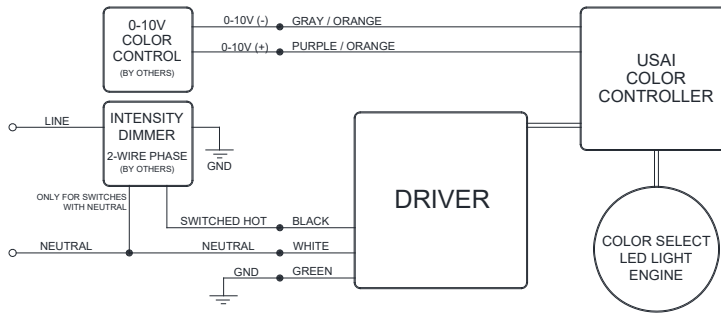 0-10V
COLOR
CONTROL
(BY OTHERS)
0-10V (-) GRAY / ORANGE
0-10V (+) PURPLE / ORANGE
USAI
COLOR
CONTROLLER
LINE
INTENSITY
DIMMER
2-WIRE PHASE
(BY OTHERS)
GND
ONLY FOR SWITCHES
WITH NEUTRAL
DRIVER
SWITCHED HOT BLACK
NEUTRAL NEUTRAL WHITE
GND GREEN
COLOR SELECT
LED LIGHT
ENGINE